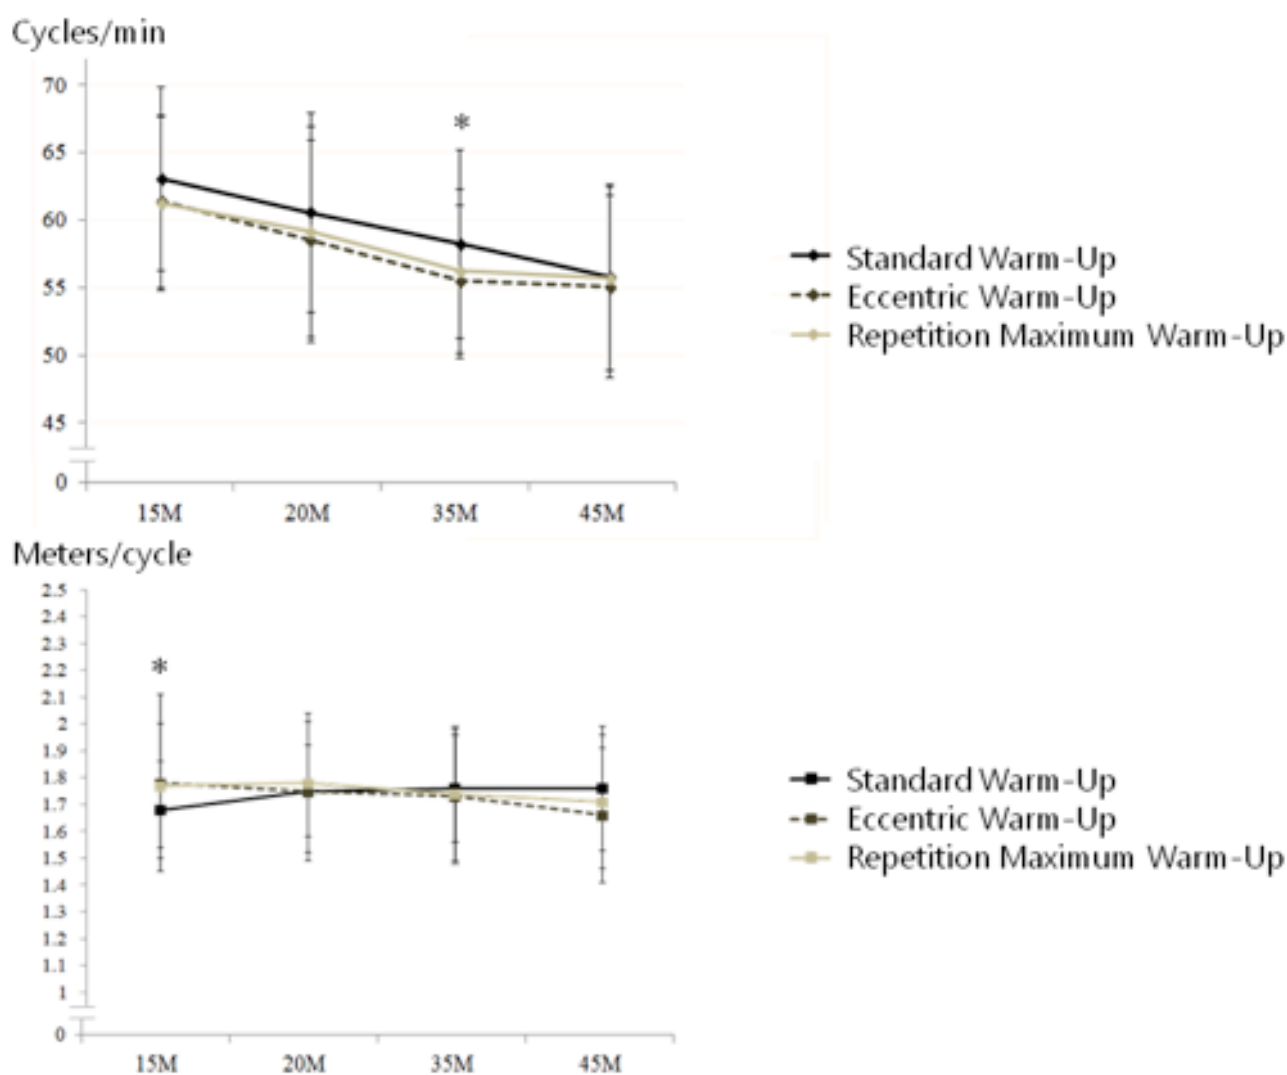 Cycles/min
70
65
60
55
50
45
0
*
15M 20M 35M 45M
Standard Warm-Up
Eccentric Warm-Up
Repetition Maximum Warm-Up
Meters/cycle
2.5
2.4
2.3
2.2
2.1
2
1.9
1.8
1.7
1.6
1.5
1.4
1.3
1.2
1.1
1
0
*
15M 20M 35M 45M
Standard Warm-Up
Eccentric Warm-Up
Repetition Maximum Warm-Up